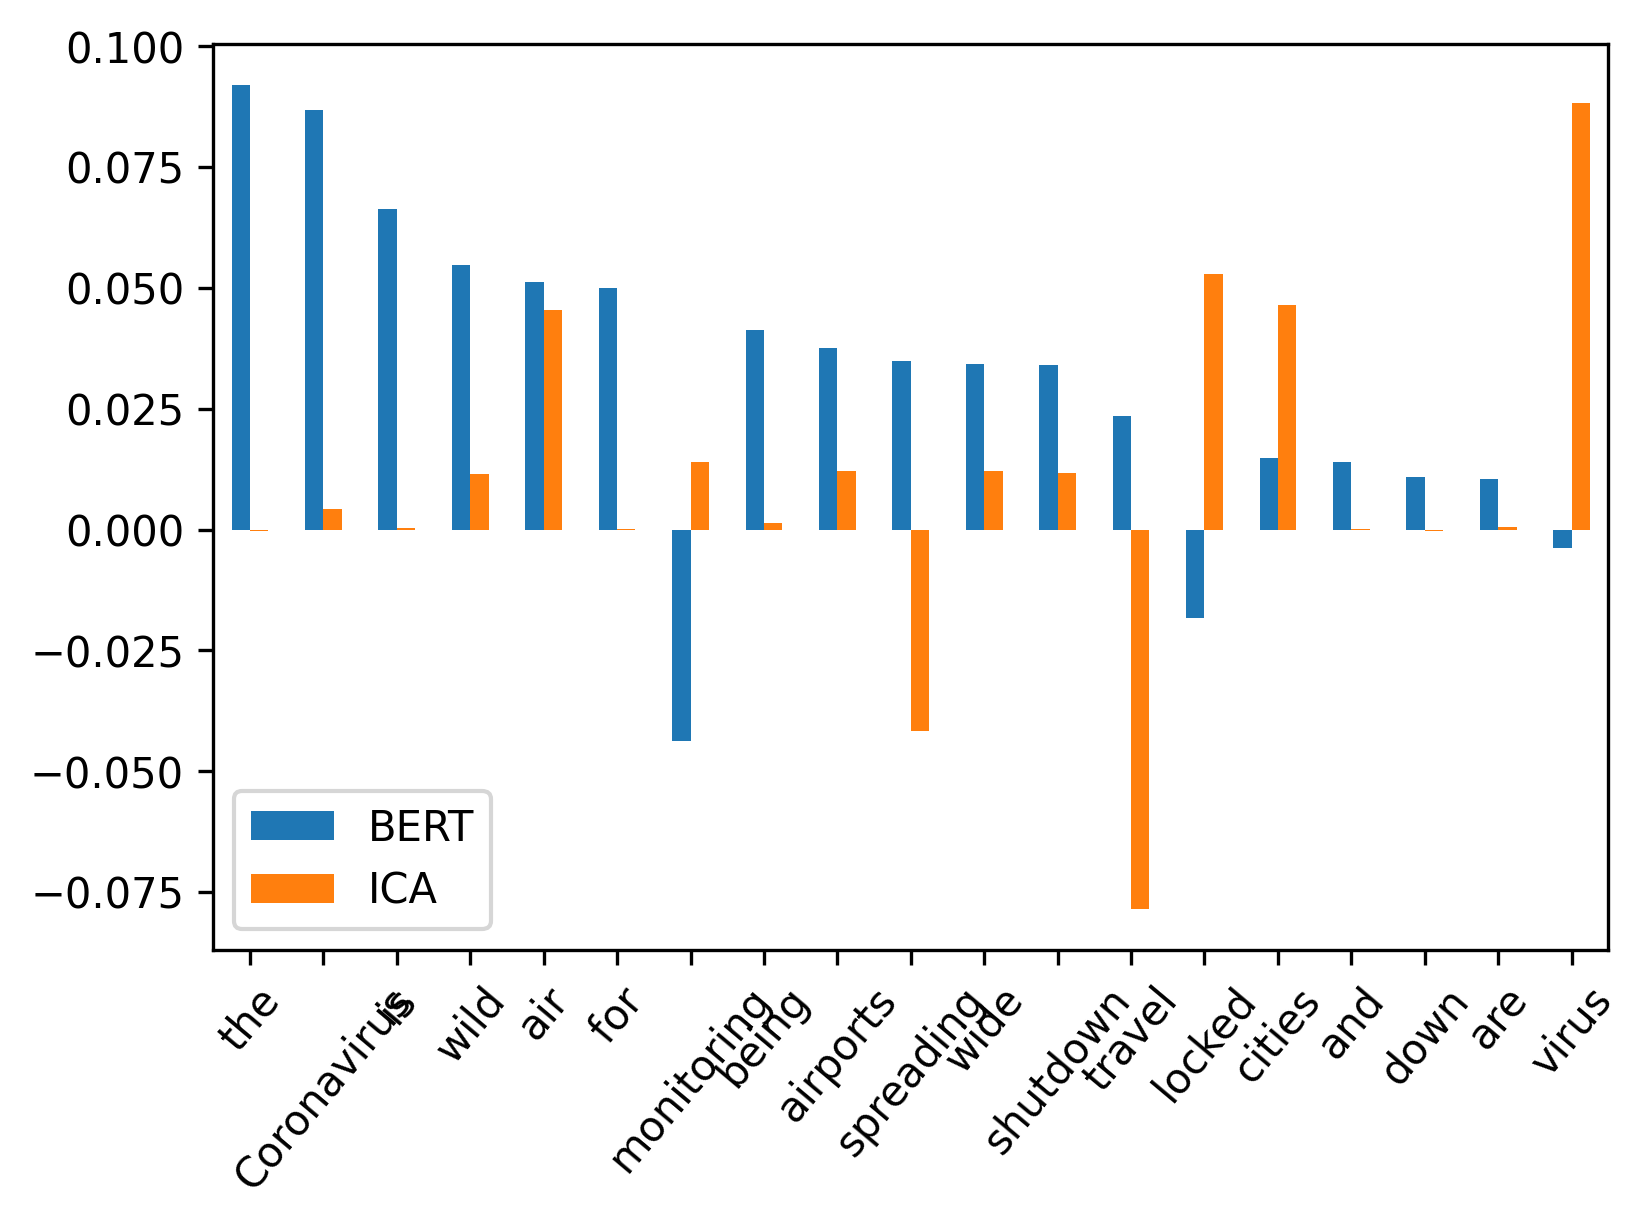 0.100
0.075
0.050
0.025
0.000
−0.025
−0.050
−0.075
BERT
ICA
the
Coronavirus
is
wild
air
for
monitoring
being
airports
spreading
wide
shutdown
travel
locked
cities
and
down
are
virus